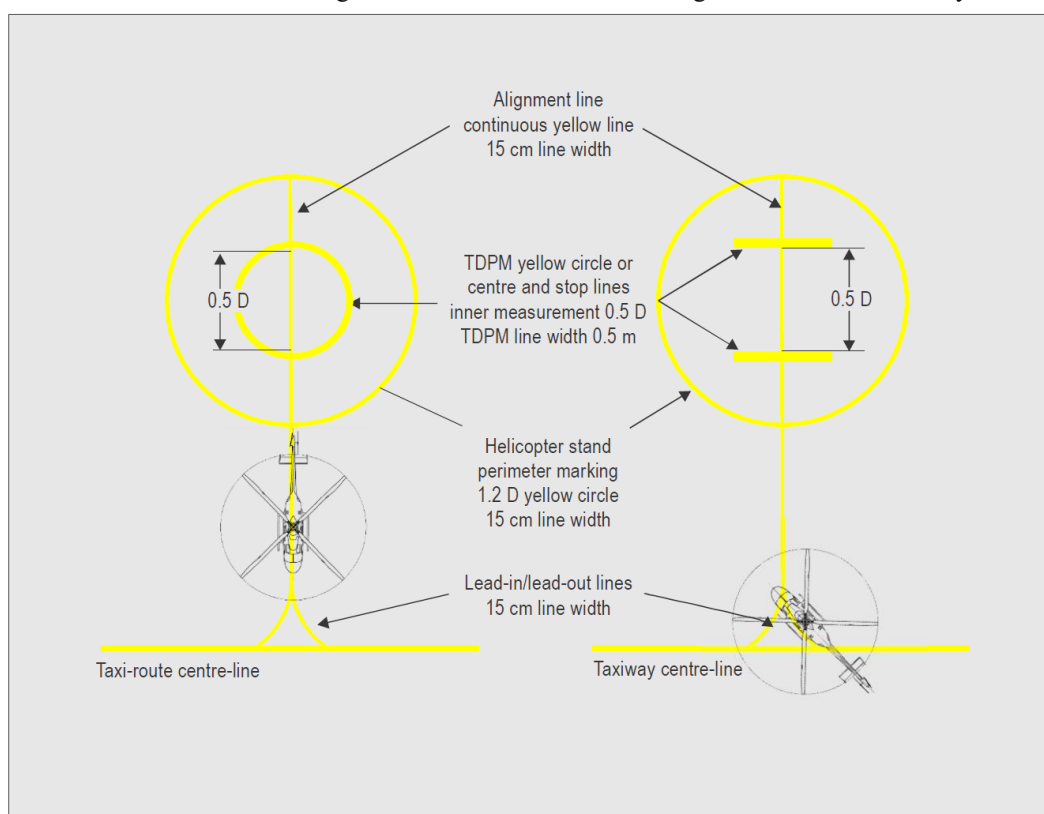 Alignment line
continuous yellow line
15 cm line width
TDPM yellow circle or
centre and stop lines
inner measurement 0.5 D
TDPM line width 0.5 m
0.5 D
0.5 D
Helicopter stand
perimeter marking
1.2 D yellow circle
15 cm line width
Lead-in/lead-out lines
15 cm line width
Taxi-route centre-line
Taxiway centre-line